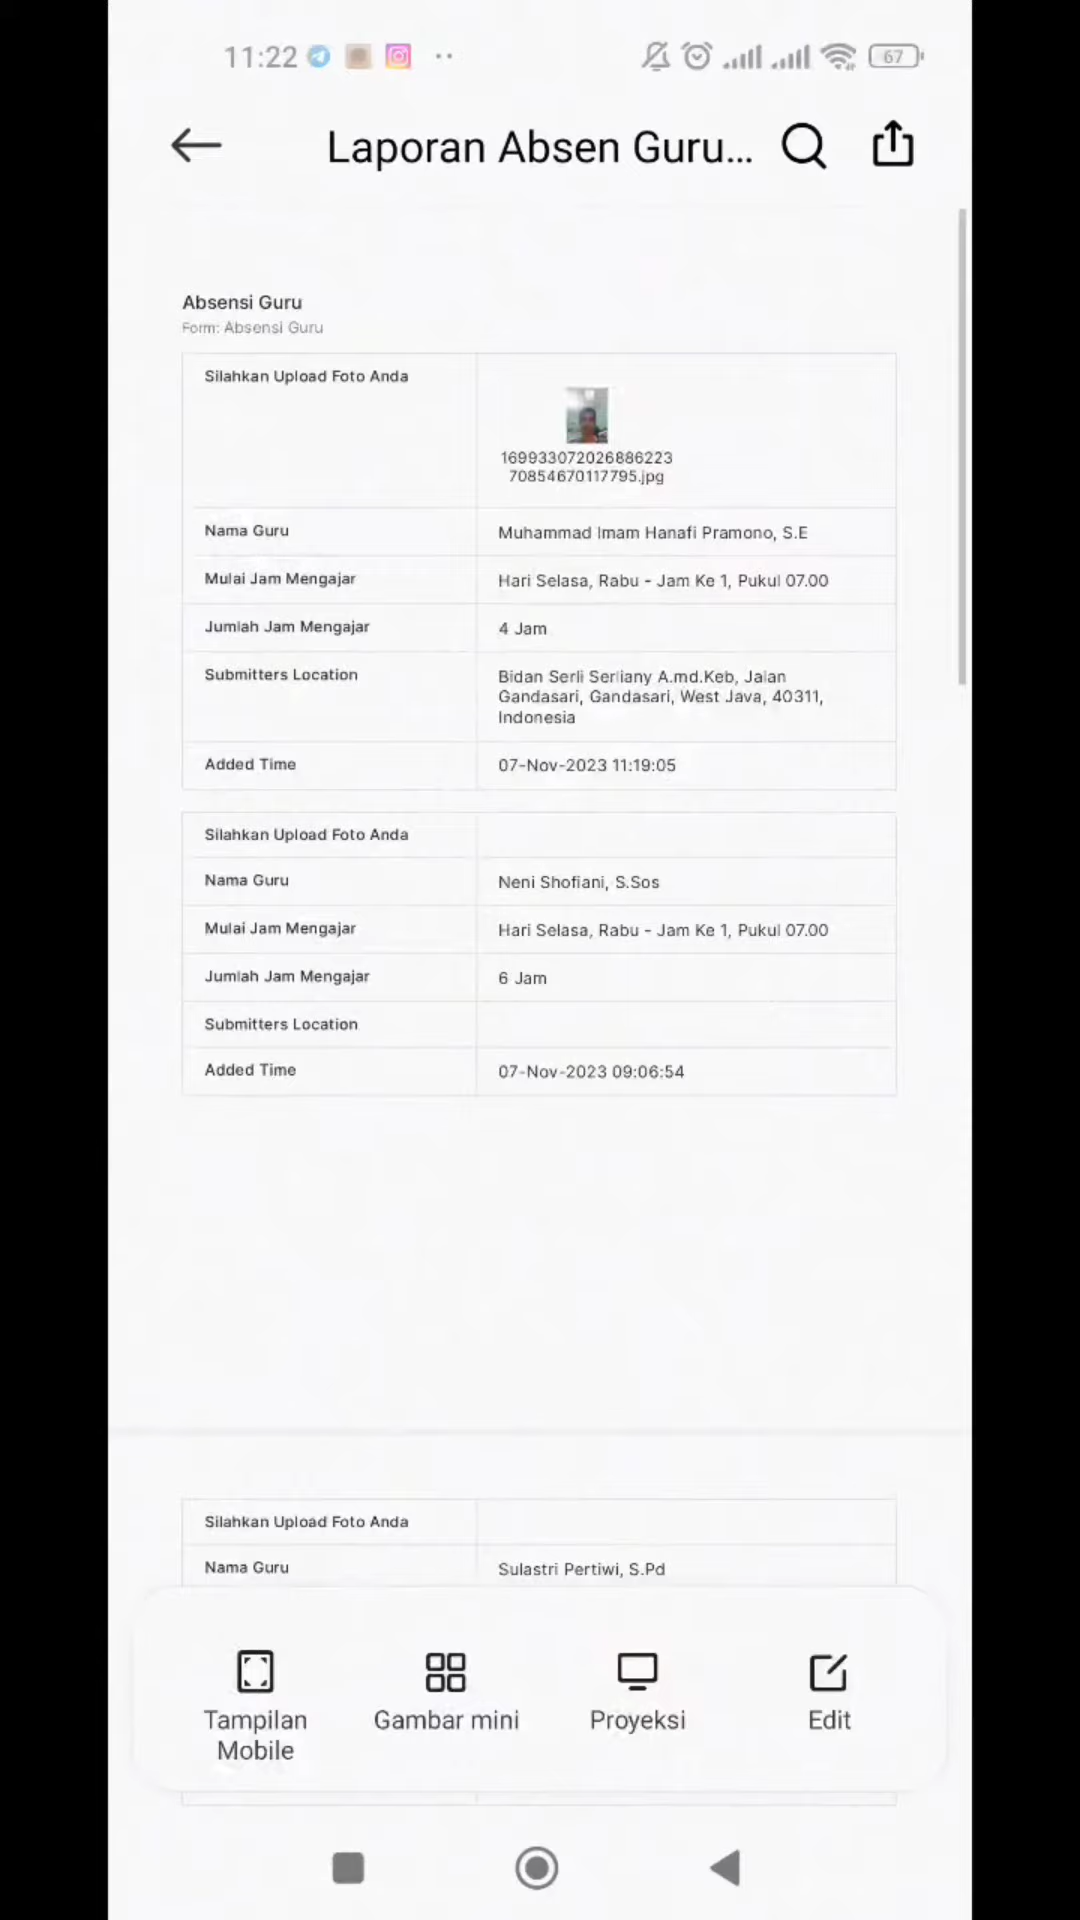 11:22
67
Laporan Absen Guru...
Absensi Guru
Form: Absensi Guru
Silahkan Upload Foto Anda
169933072026886223
70854670117795.jpg
Nama Guru Muhammad Imam Hanafi Pramono, S.E
Mulai Jam Mengajar Hari Selasa, Rabu - Jam Ke 1, Pukul 07.00
Jumlah Jam Mengajar 4 Jam
Submitters Location Bidan Serli Serliany A.md.Keb, Jalan
Gandasari, Gandasari, West Java, 40311,
Indonesia
Added Time 07-Nov-2023 11:19:05
Silahkan Upload Foto Anda
Nama Guru Neni Shofiani, S.Sos
Mulai Jam Mengajar Hari Selasa, Rabu - Jam Ke 1, Pukul 07.00
Jumlah Jam Mengajar 6 Jam
Submitters Location
Added Time 07-Nov-2023 09:06:54
Silahkan Upload Foto Anda
Nama Guru Sulastri Pertiwi, S.Pd
Tampilan
Mobile
Gambar mini
Proyeksi
Edit